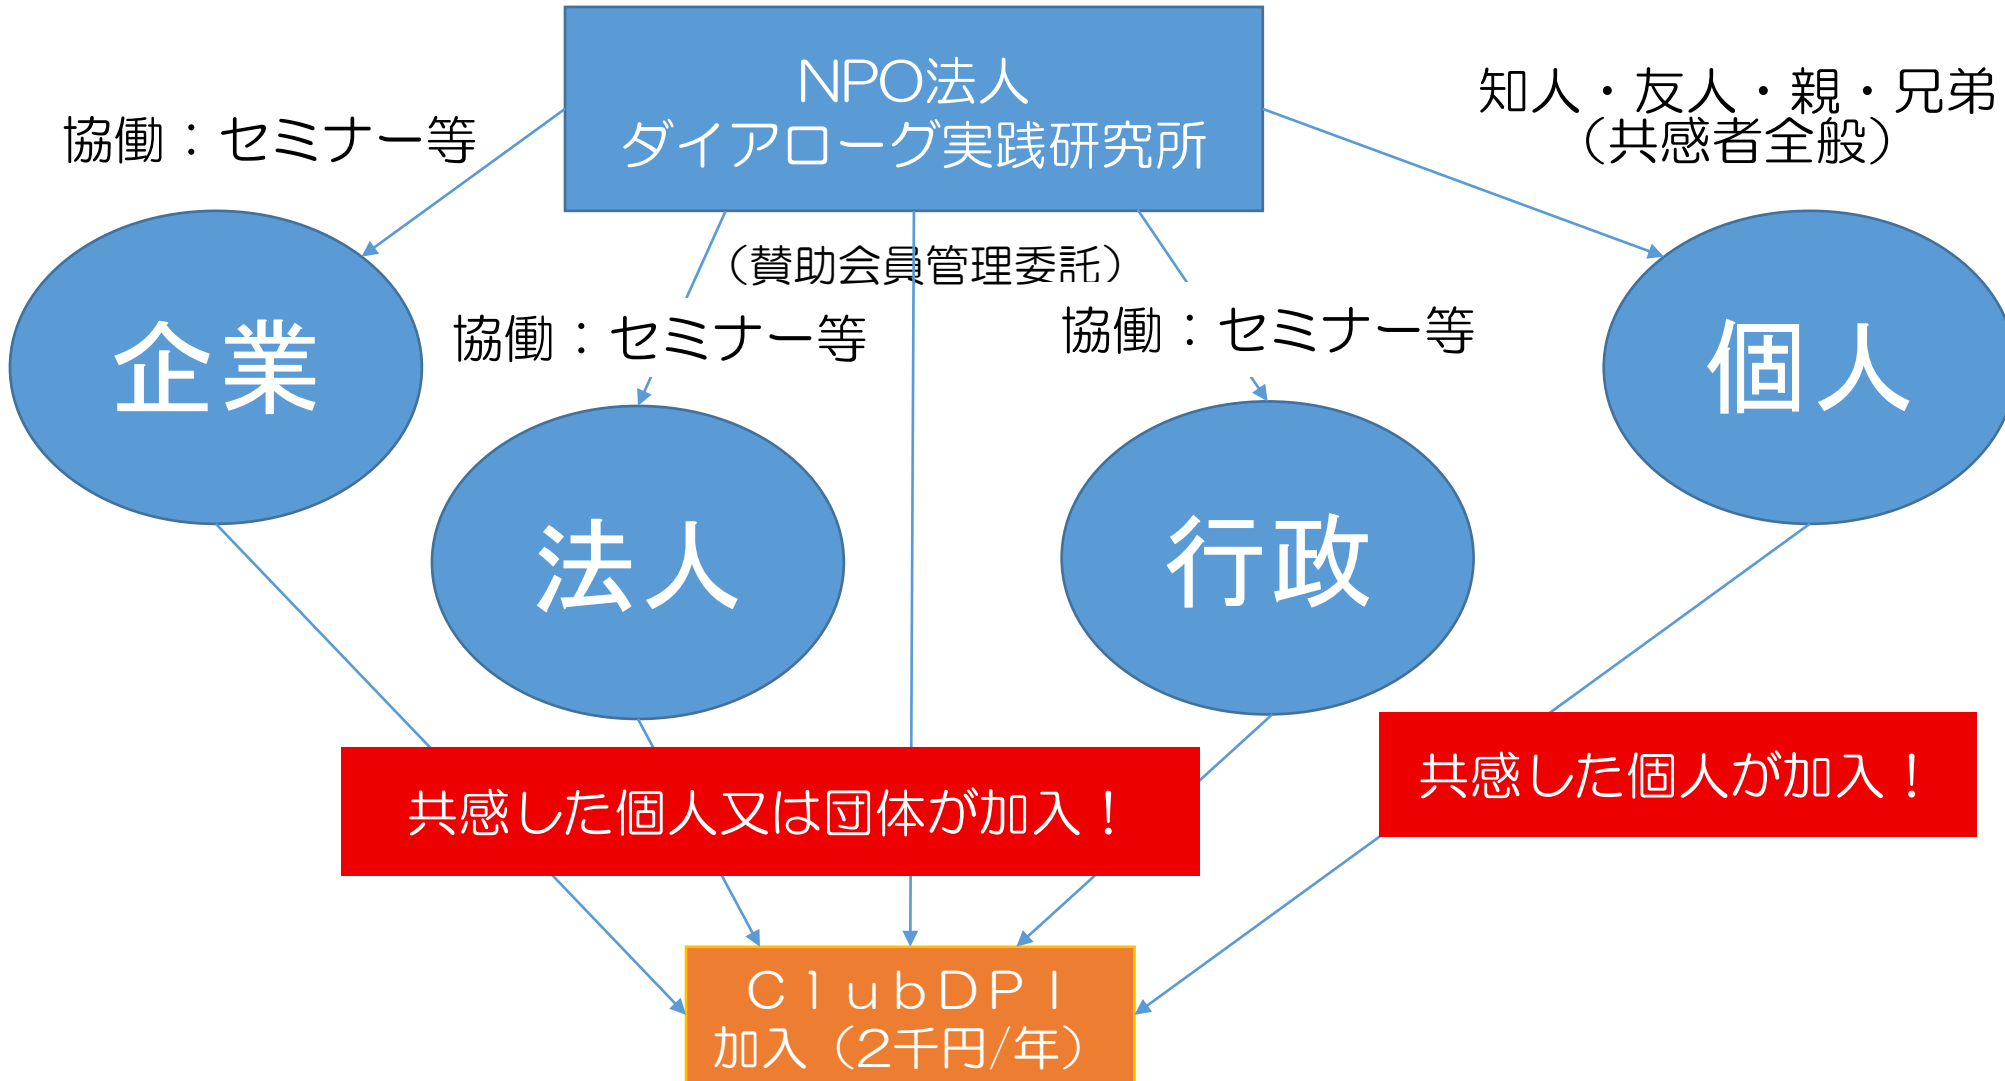 NPO法人
ダイアローグ実践研究所
知人・友人・親・兄弟
（共感者全般）
協働：セミナー等
（賛助会員管理委託）
協働：セミナー等
協働：セミナー等
企業
個人
法人
行政
共感した個人が加入！
共感した個人又は団体が加入！
ClubDPI
加入（2千円/年）